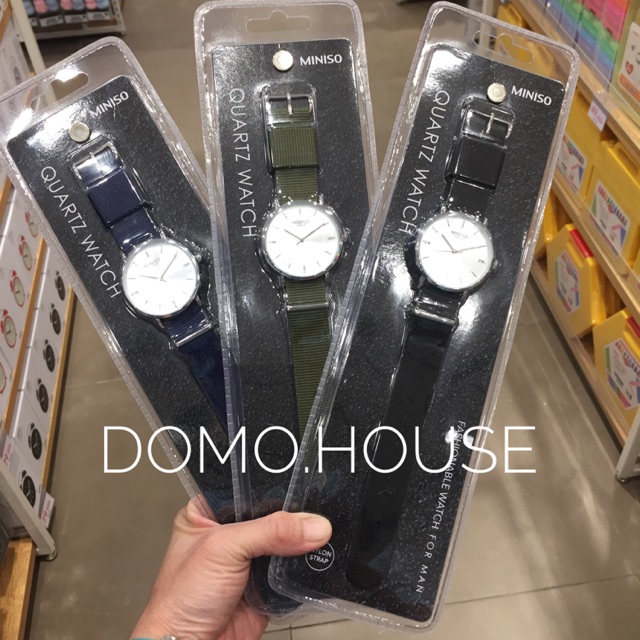 MINISO
QUARTZ WATCH
MINISO
QUARTZ WATCH
MINISO
QUARTZ WATCH
DOMO.HOUSE
FASHIONABLE WATCH FOR MAN
NYLON
STRAP